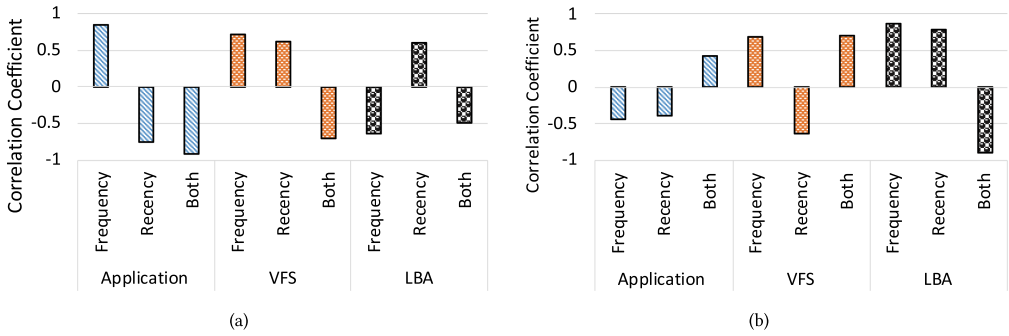 Correlation Coefficient
1
0.5
0
-0.5
-1
Frequency
Recency
Both
Frequency
Recency
Both
Frequency
Recency
Both
Application
VFS
LBA
(a)
Correlation Coefficient
1
0.5
0
-0.5
-1
Frequency
Recency
Both
Frequency
Recency
Both
Frequency
Recency
Both
Application
VFS
LBA
(b)